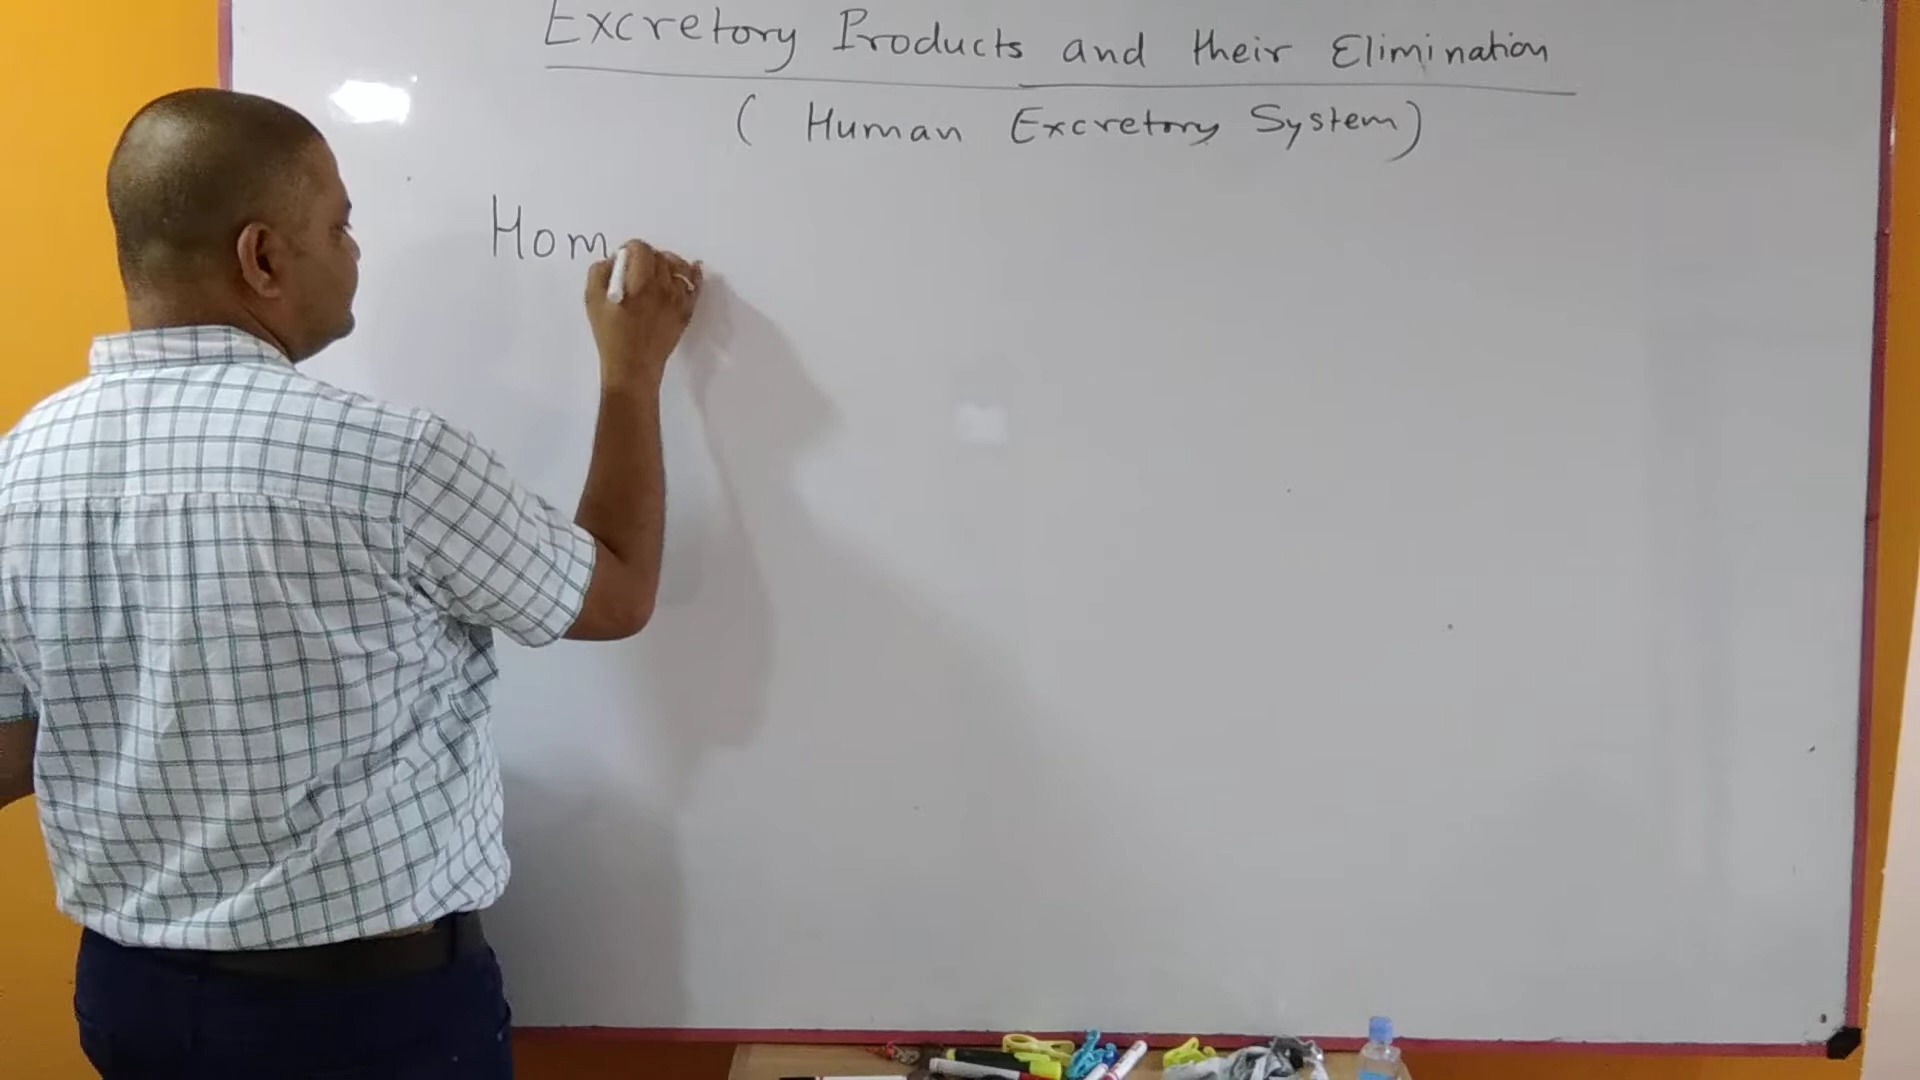 Excretory Products and their Elimination
( Human Excretory System)
Hom